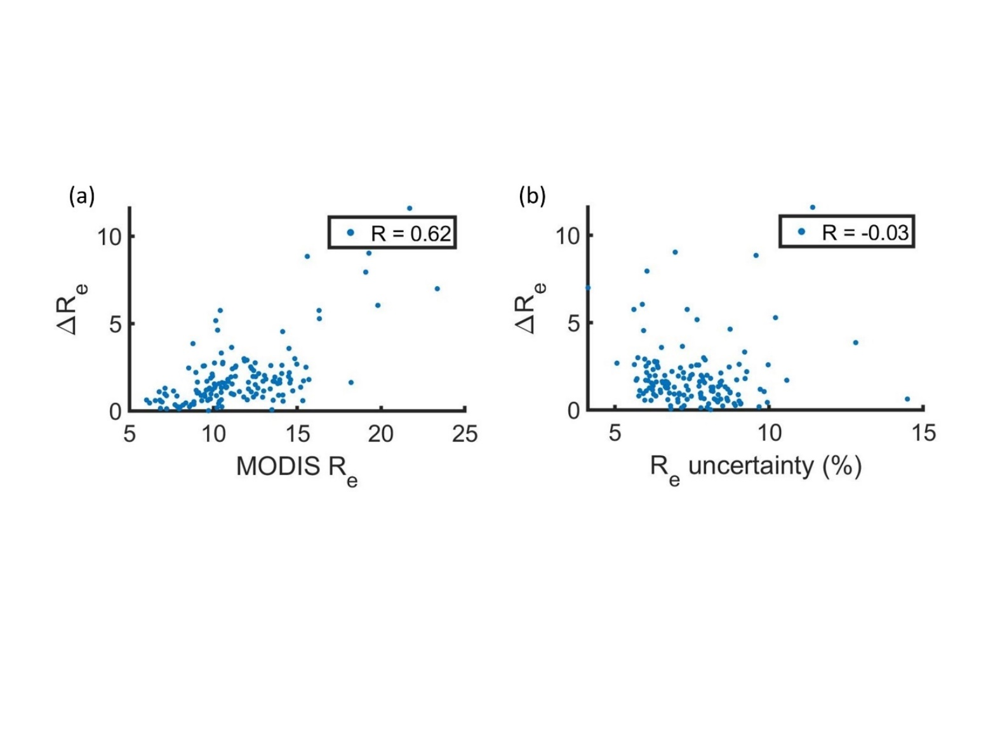 (a)
R = 0.62
10
5
0
ΔRe
5 10 15 20 25
MODIS Re
(b)
R = -0.03
10
5
0
ΔRe
5 10 15
Re uncertainty (%)